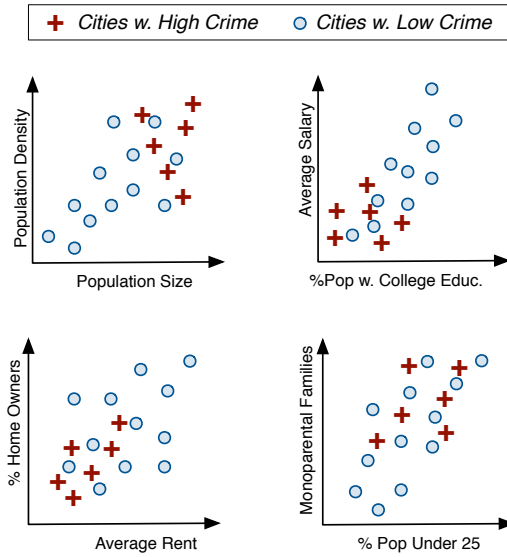 Cities w. High Crime
Cities w. Low Crime
Population Density
Population Size
Average Salary
%Pop w. College Educ.
% Home Owners
Average Rent
Monoparental Families
% Pop Under 25